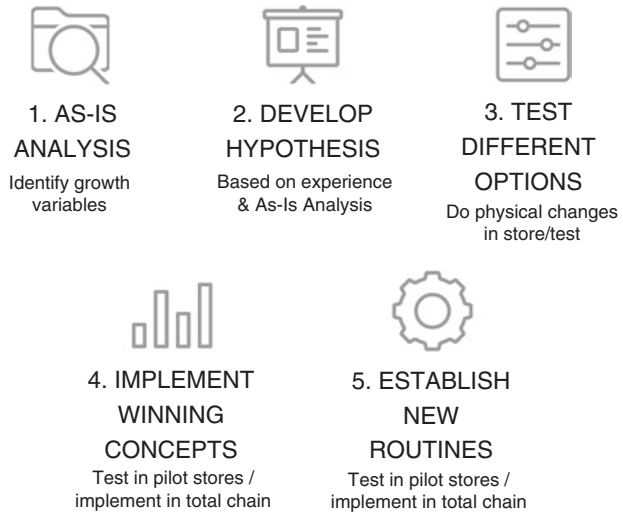 1. AS-IS
ANALYSIS
Identify growth
variables
2. DEVELOP
HYPOTHESIS
Based on experience
& As-Is Analysis
3. TEST
DIFFERENT
OPTIONS
Do physical changes
in store/test
4. IMPLEMENT
WINNING
CONCEPTS
Test in pilot stores /
implement in total chain
5. ESTABLISH
NEW
ROUTINES
Test in pilot stores /
implement in total chain